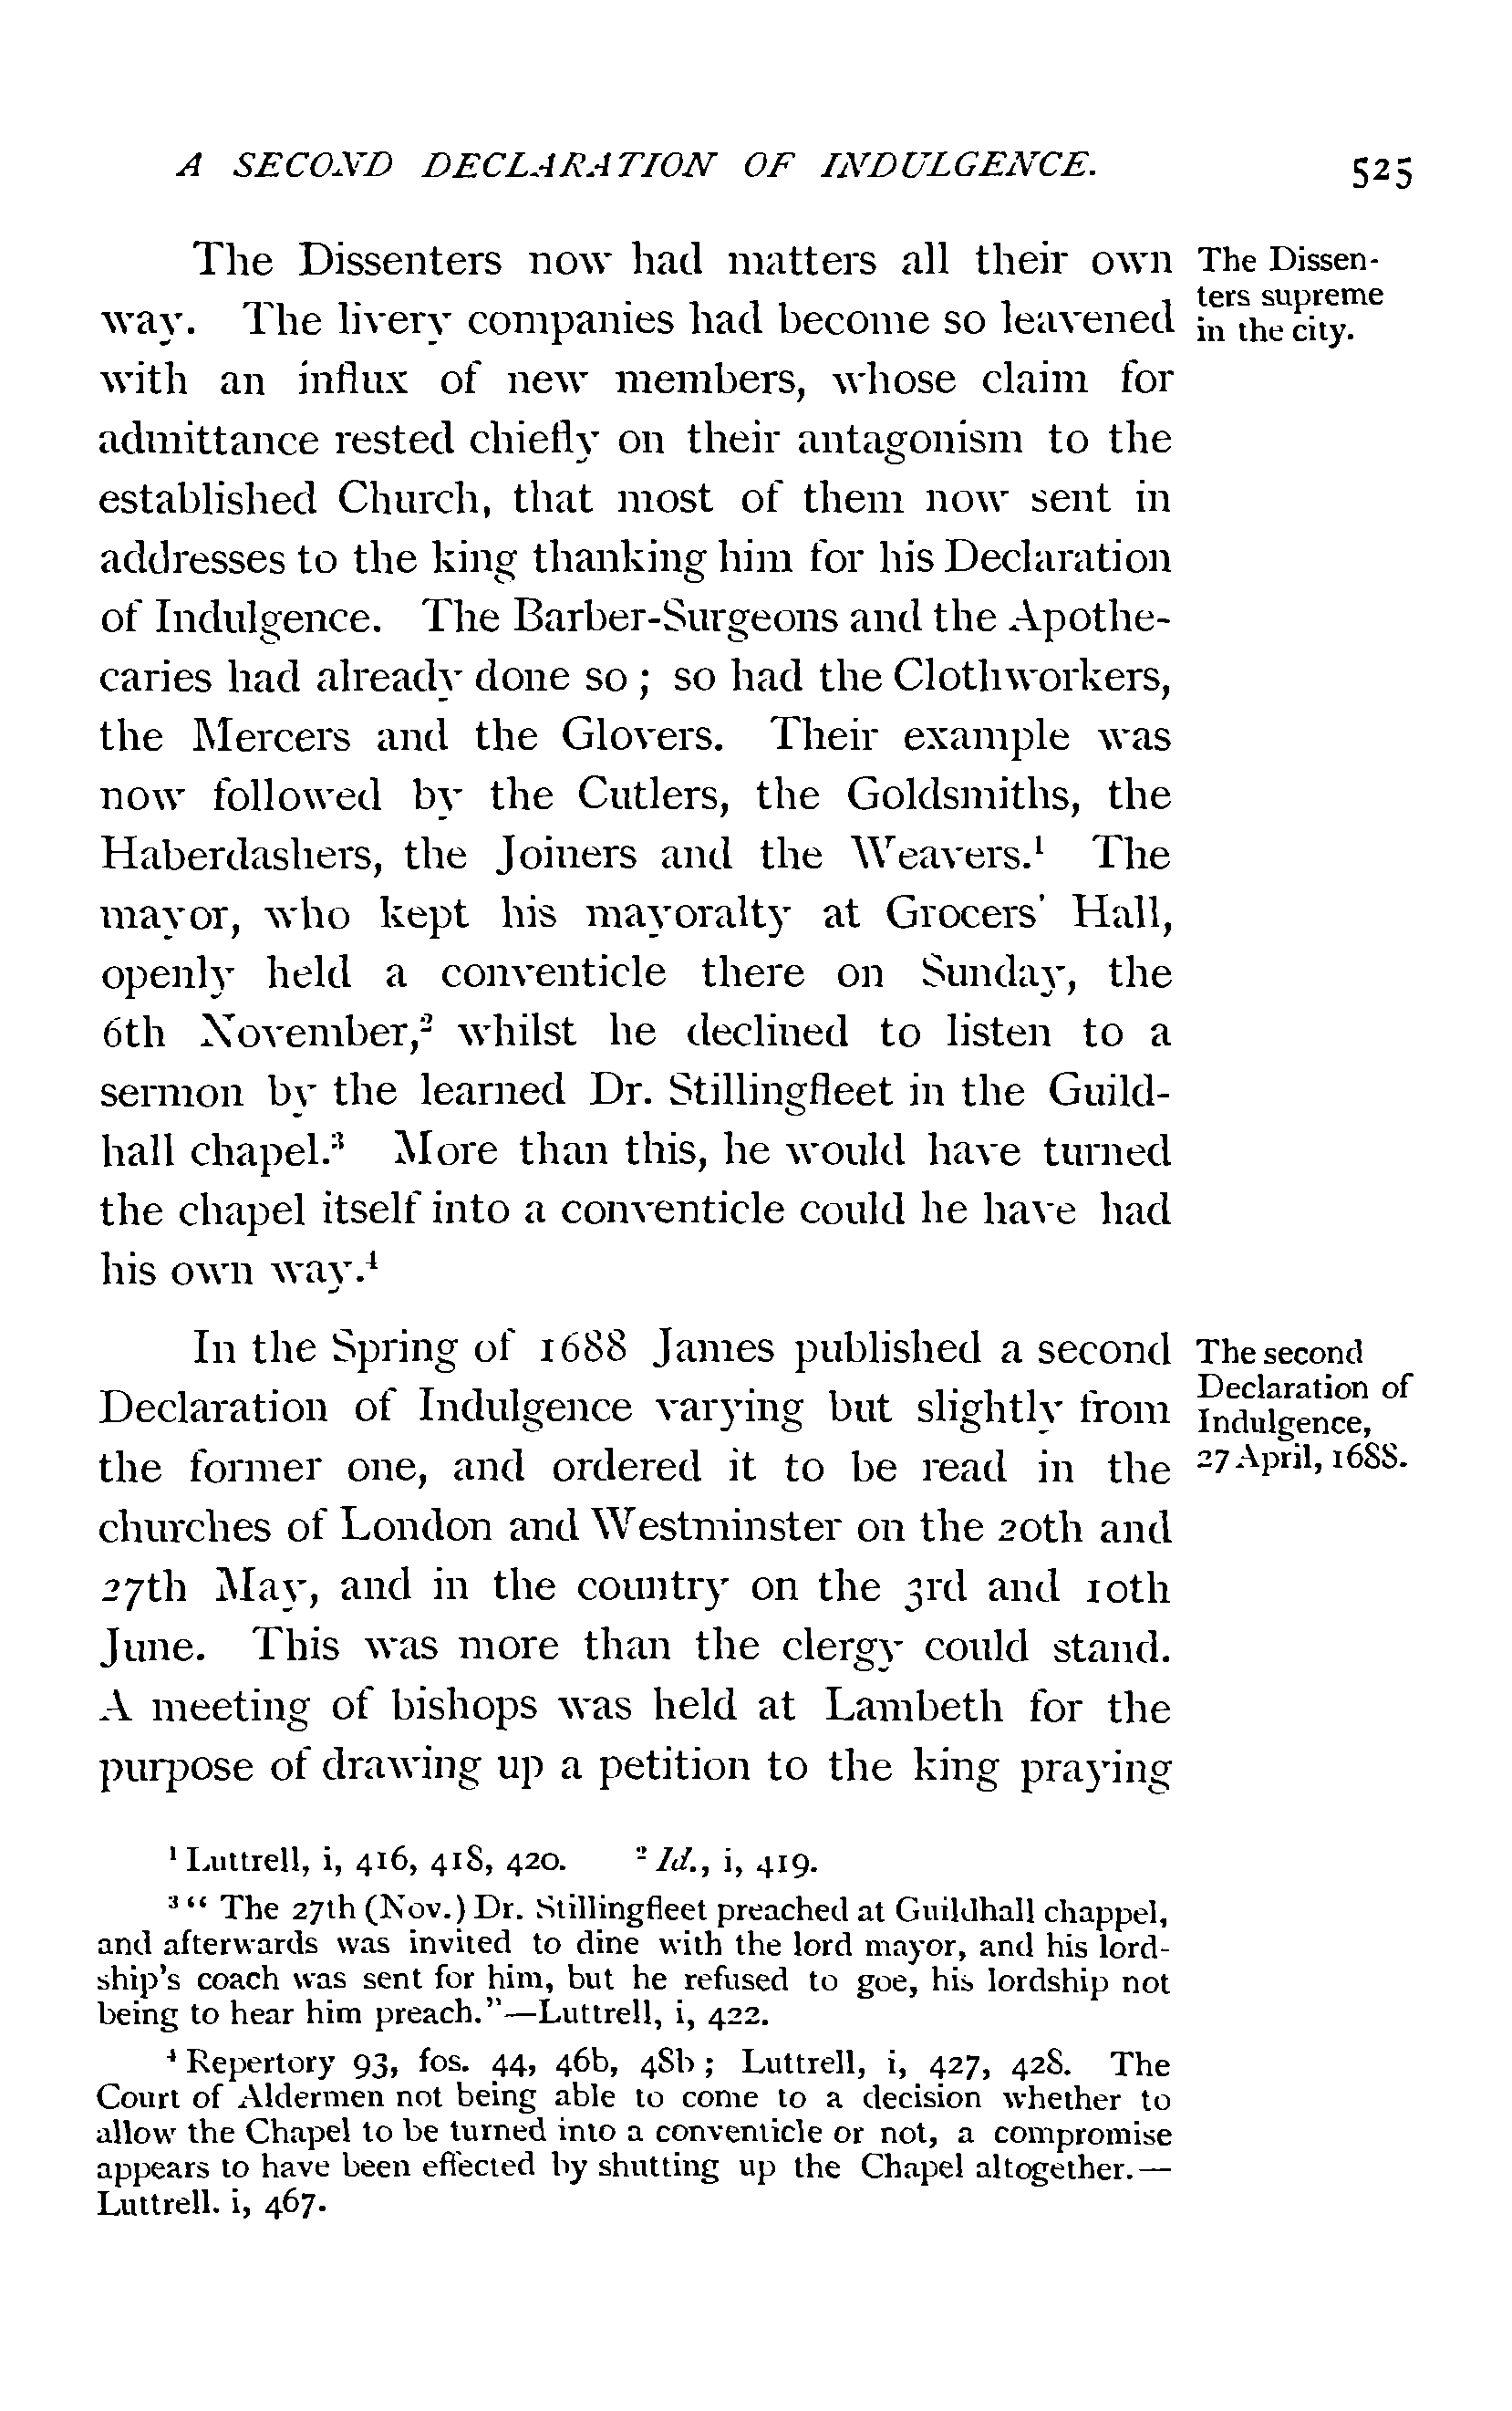 A SECOND DECLARATION OF INDULGENCE. 525
The Dissenters now had matters all their own
way. The livery companies had become so leavened
with an influx of new members, whose claim for
admittance rested chiefly on their antagonism to the
established Church, that most of them now sent in
addresses to the king thanking him for his Declaration
of Indulgence. The Barber-Surgeons and the Apothe-
caries had already done so ; so had the Clothworkers,
the Mercers and the Glovers. Their example was
now followed by the Cutlers, the Goldsmiths, the
Haberdashers, the Joiners and the Weavers.¹ The
mayor, who kept his mayoralty at Grocers' Hall,
openly held a conventicle there on Sunday, the
6th November,² whilst he declined to listen to a
sermon by the learned Dr. Stillingfleet in the Guild-
hall chapel.³ More than this, he would have turned
the chapel itself into a conventicle could he have had
his own way.⁴
The Dissen-
ters supreme
in the city.
In the Spring of 1688 James published a second
Declaration of Indulgence varying but slightly from
the former one, and ordered it to be read in the
churches of London and Westminster on the 20th and
27th May, and in the country on the 3rd and 10th
June. This was more than the clergy could stand.
A meeting of bishops was held at Lambeth for the
purpose of drawing up a petition to the king praying
The second
Declaration of
Indulgence,
27 April, 1688.
¹ Luttrell, i, 416, 418, 420. ² Id., i, 419.
³ “ The 27th (Nov.) Dr. Stillingfleet preached at Guildhall chappel,
and afterwards was invited to dine with the lord mayor, and his lord-
ship's coach was sent for him, but he refused to goe, his lordship not
being to hear him preach.”—Luttrell, i, 422.
⁴ Repertory 93, fos. 44, 46b, 48b ; Luttrell, i, 427, 428. The
Court of Aldermen not being able to come to a decision whether to
allow the Chapel to be turned into a conventicle or not, a compromise
appears to have been effected by shutting up the Chapel altogether.—
Luttrell. i, 467.